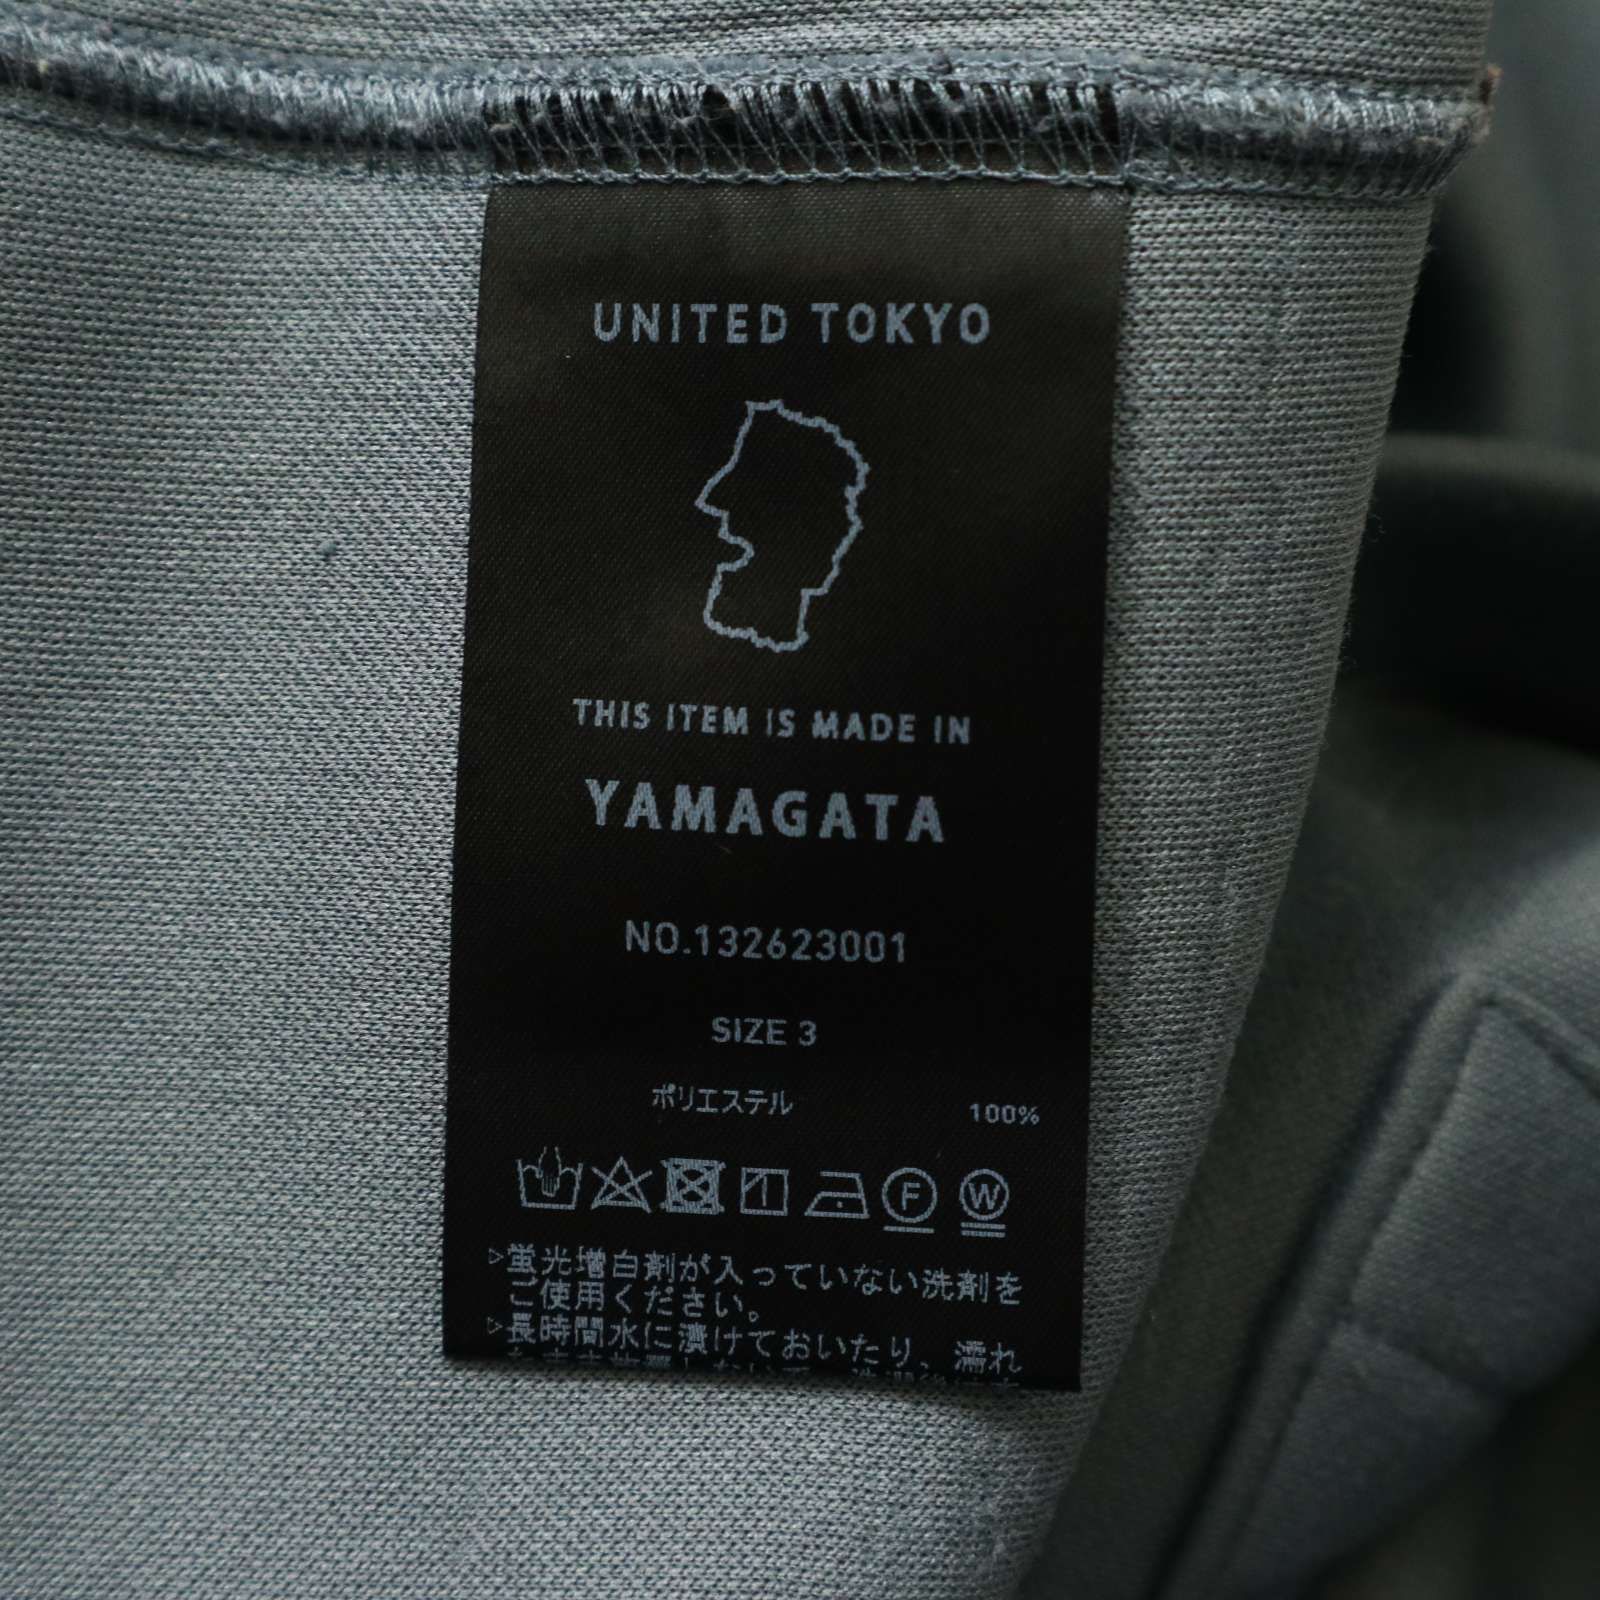 UNITED TOKYO
THIS ITEM IS MADE IN
YAMAGATA
NO.132623001
SIZE 3
ポリエステル 100%
F W
▷蛍光増白剤が入っていない洗剤を
ご使用ください。
▷長時間水に漬けておいたり、濡れ